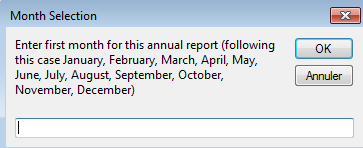 Month Selection
Enter first month for this annual report (following
this case January, February, March, April, May,
June, July, August, September, October,
November, December)
OK
Annuler